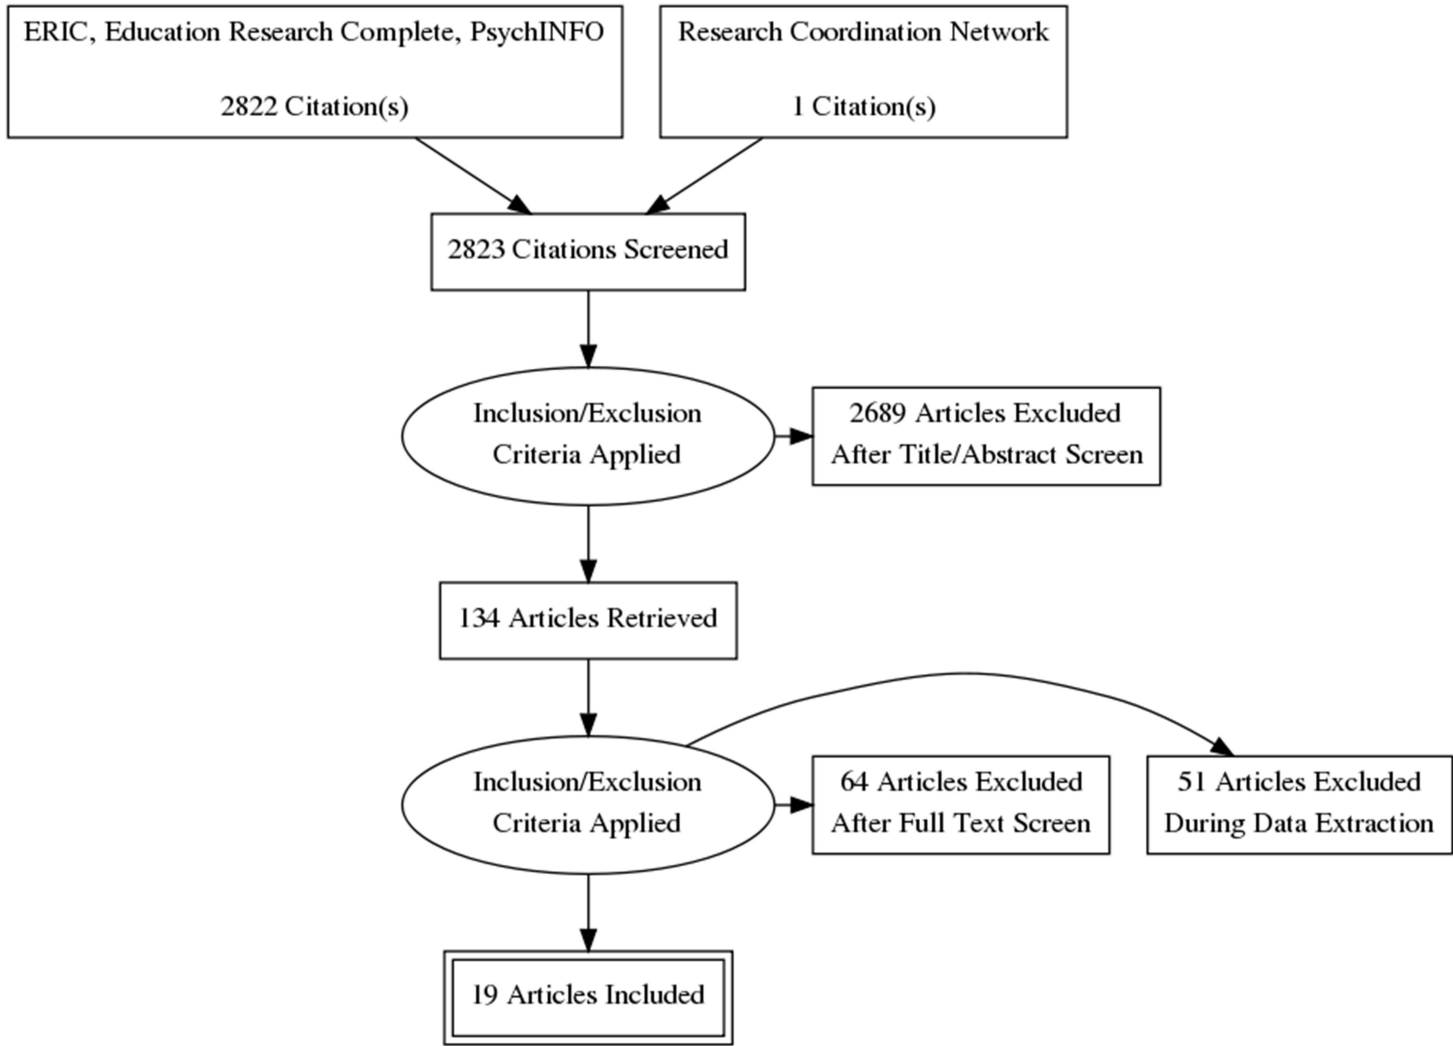 ERIC, Education Research Complete, PsychINFO
2822 Citation(s)
Research Coordination Network
1 Citation(s)
2823 Citations Screened
Inclusion/Exclusion
Criteria Applied
2689 Articles Excluded
After Title/Abstract Screen
134 Articles Retrieved
Inclusion/Exclusion
Criteria Applied
64 Articles Excluded
After Full Text Screen
51 Articles Excluded
During Data Extraction
19 Articles Included